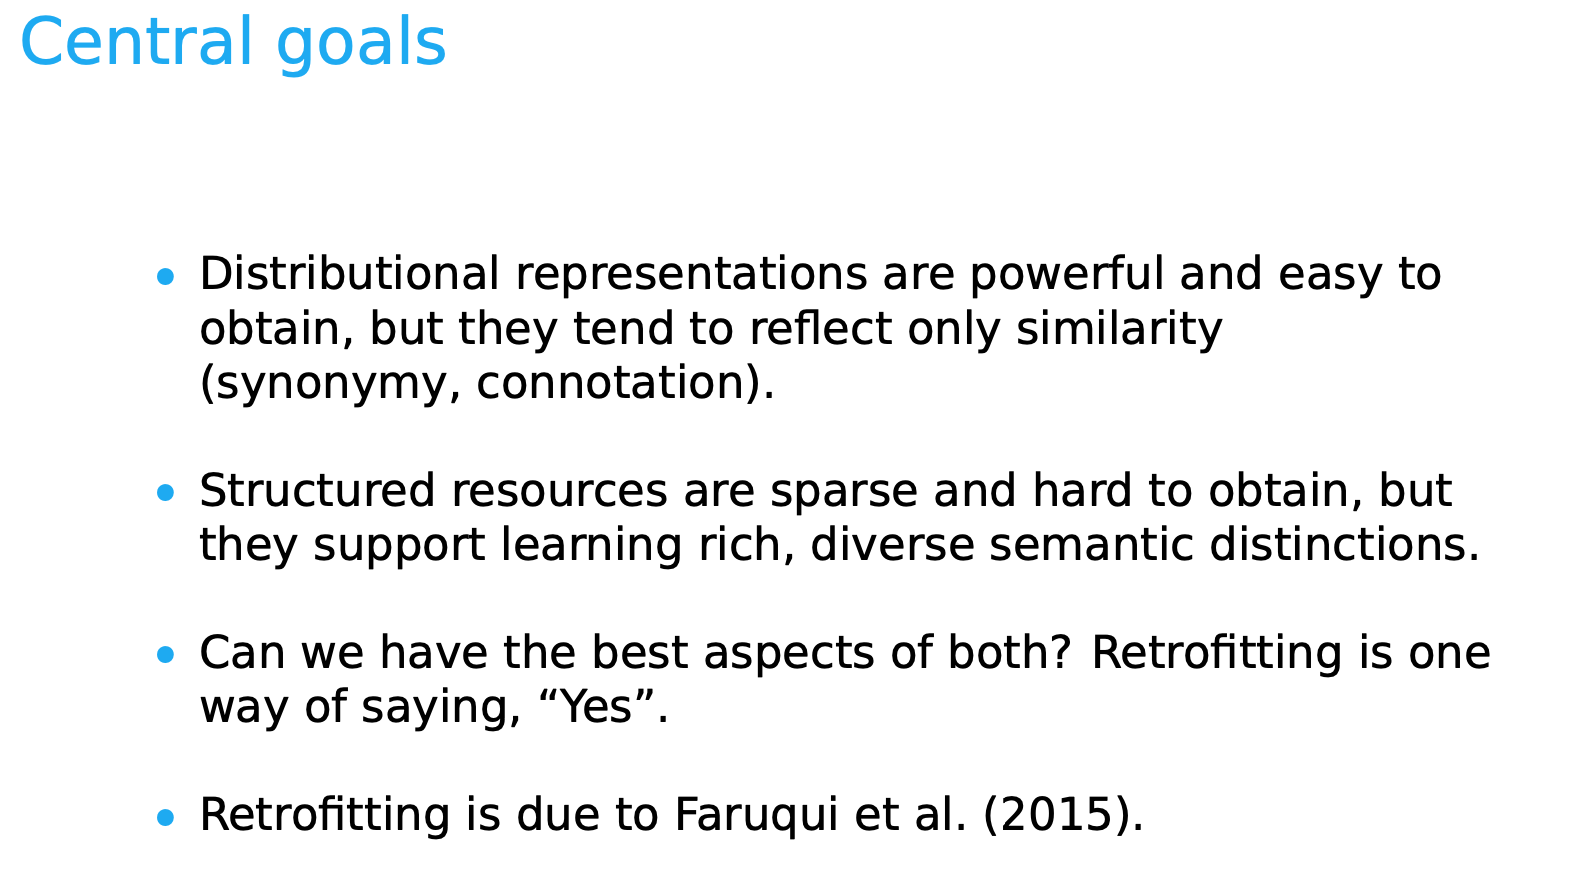 Central goals
• Distributional representations are powerful and easy to
obtain, but they tend to reflect only similarity
(synonymy, connotation).
• Structured resources are sparse and hard to obtain, but
they support learning rich, diverse semantic distinctions.
• Can we have the best aspects of both? Retrofitting is one
way of saying, “Yes”.
• Retrofitting is due to Faruqui et al. (2015).